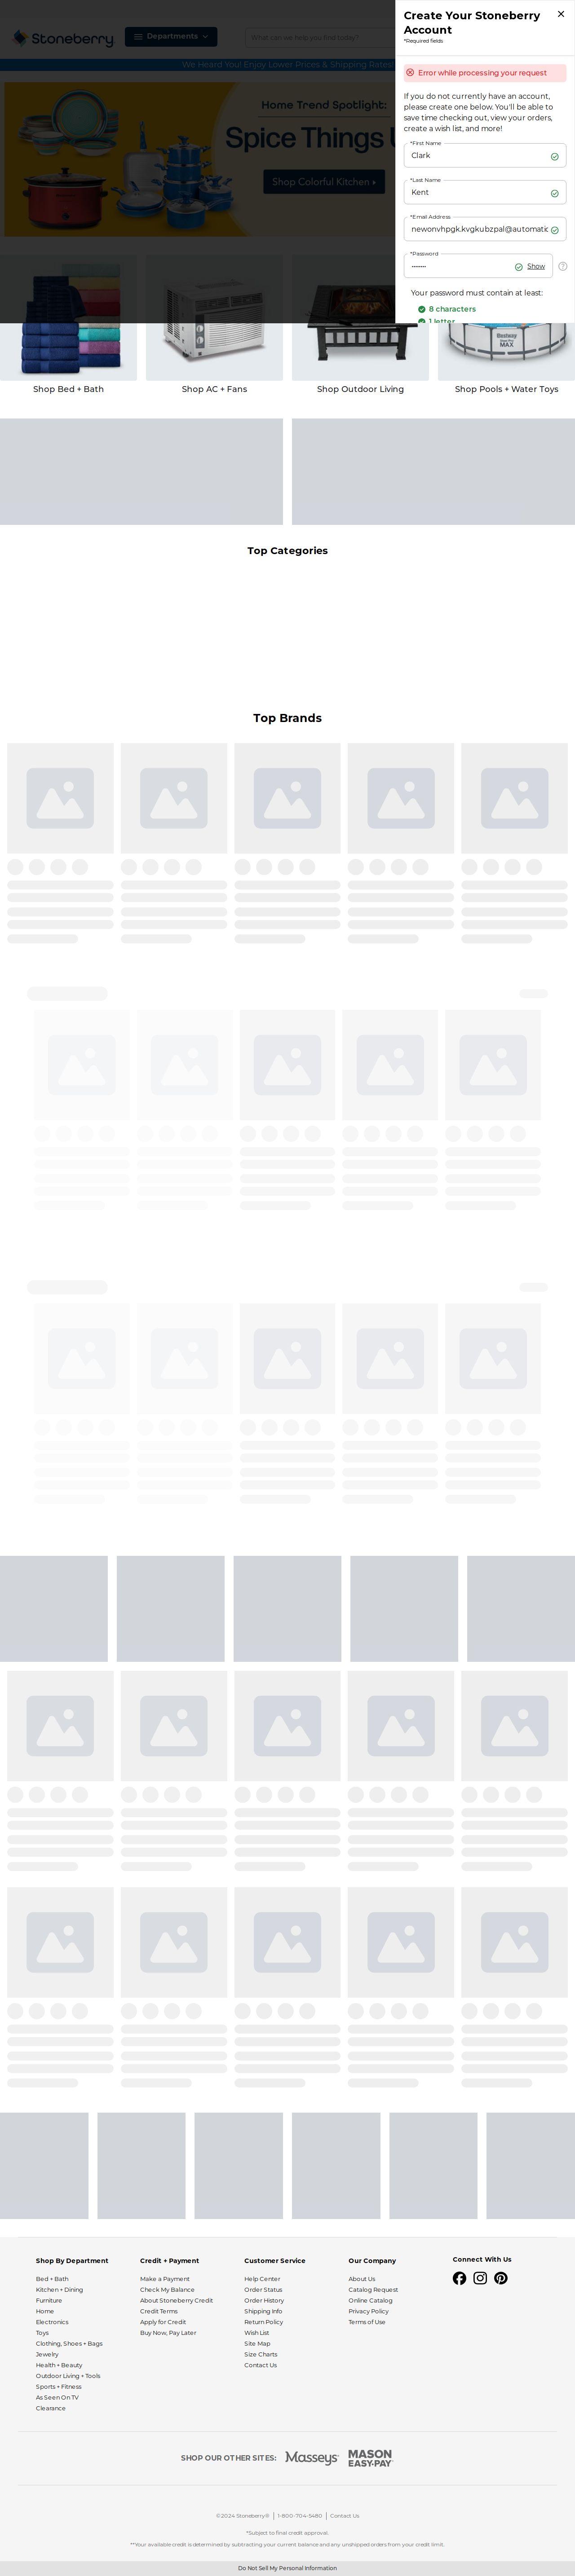 Stoneberry
Departments
What can we help you find today?
We Heard You! Enjoy Lower Prices & Shipping Rates!
Home Trend Spotlight:
Spice Things U
Shop Colorful Kitchen
Create Your Stoneberry
Account
*Required fields
Error while processing your request
If you do not currently have an account,
please create one below. You'll be able to
save time checking out, view your orders,
create a wish list, and more!
*First Name
Clark
*Last Name
Kent
*Email Address
newonvhpgk.kvgkubzpal@automatic
*Password
Show
Your password must contain at least:
8 characters
1 letter
Shop Bed + Bath
Shop AC + Fans
Shop Outdoor Living
Shop Pools + Water Toys
Bestway
MAX
Top Categories
Top Brands
Shop By Department
Bed + Bath
Kitchen + Dining
Furniture
Home
Electronics
Toys
Clothing, Shoes + Bags
Jewelry
Health + Beauty
Outdoor Living + Tools
Sports + Fitness
As Seen On TV
Clearance
Credit + Payment
Make a Payment
Check My Balance
About Stoneberry Credit
Credit Terms
Apply for Credit
Buy Now, Pay Later
Customer Service
Help Center
Order Status
Order History
Shipping Info
Return Policy
Wish List
Site Map
Size Charts
Contact Us
Our Company
About Us
Catalog Request
Online Catalog
Privacy Policy
Terms of Use
Connect With Us
SHOP OUR OTHER SITES:
Masseys
MASON
EASY•PAY
©2024 Stoneberry® | 1-800-704-5480 | Contact Us
*Subject to final credit approval.
**Your available credit is determined by subtracting your current balance and any unshipped orders from your credit limit.
Do Not Sell My Personal Information